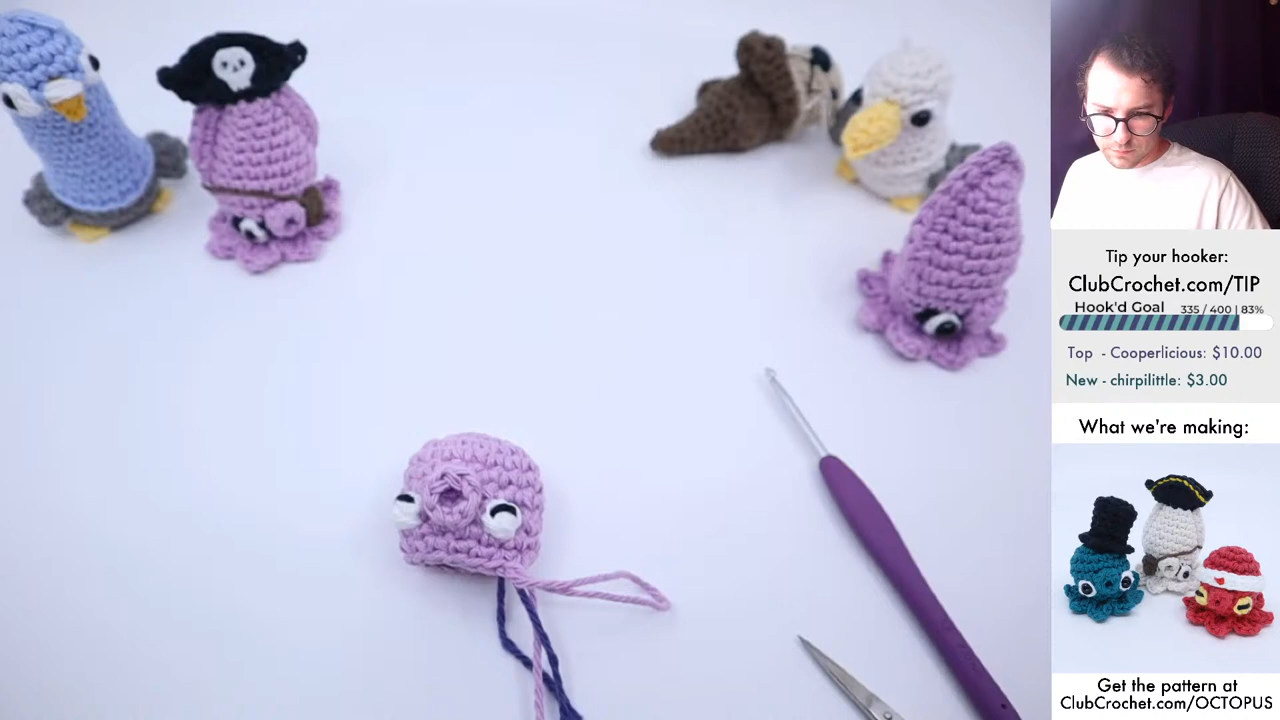 Tip your hooker:
ClubCrochet.com/TIP
Hook'd Goal 335 / 400 | 83%
Top - Cooperlicious: $10.00
New - chirpilittle: $3.00
What we're making:
Get the pattern at
ClubCrochet.com/OCTOPUS